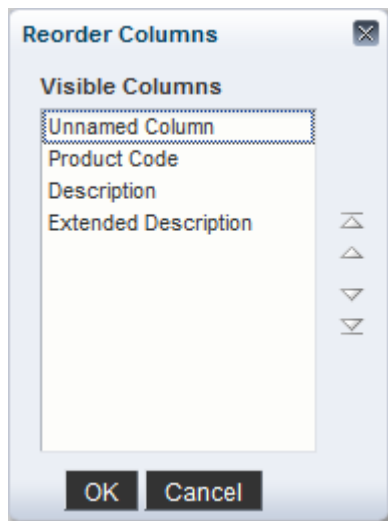 Reorder Columns
Visible Columns
Unnamed Column
Product Code
Description
Extended Description
OK Cancel